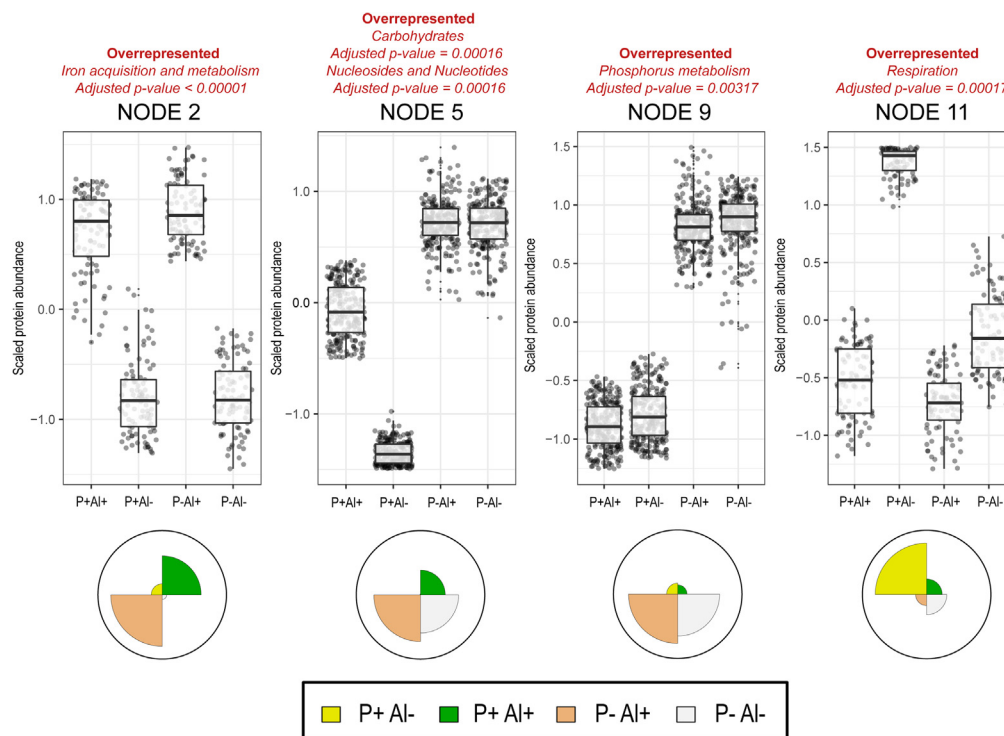 Overrepresented
Iron acquisition and metabolism
Adjusted p-value < 0.00001
NODE 2
Overrepresented
Carbohydrates
Adjusted p-value = 0.00016
Nucleosides and Nucleotides
Adjusted p-value = 0.00016
NODE 5
Overrepresented
Phosphorus metabolism
Adjusted p-value = 0.00317
NODE 9
Overrepresented
Respiration
Adjusted p-value = 0.00017
NODE 11
Scaled protein abundance
1.0
0.0
−1.0
P+Al+ P+Al- P-Al+ P-Al-
Scaled protein abundance
1.0
0.0
−1.0
P+Al+ P+Al- P-Al+ P-Al-
Scaled protein abundance
1.5
1.0
0.5
0.0
−0.5
−1.0
P+Al+ P+Al- P-Al+ P-Al-
Scaled protein abundance
1.5
1.0
0.5
0.0
−0.5
−1.0
P+Al+ P+Al- P-Al+ P-Al-
P+ Al- P+ Al+ P- Al+ P- Al-